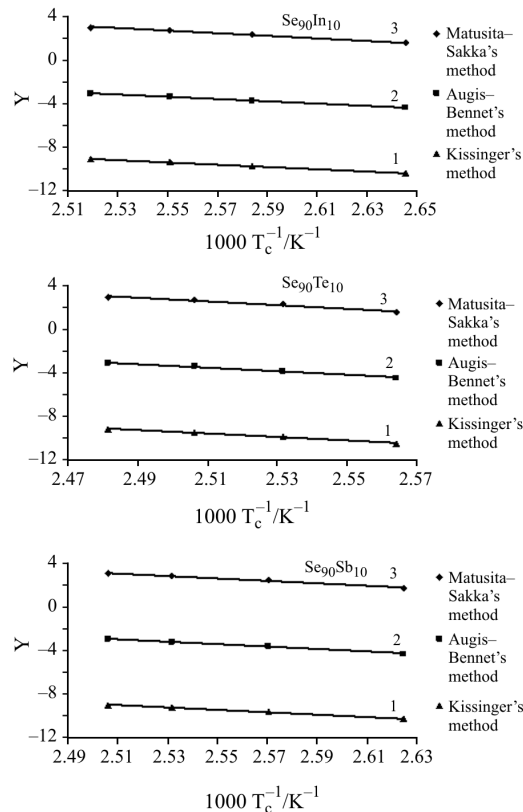 Se90In10
4
0
−4
−8
−12
Y
3
2
1
2.51 2.53 2.55 2.57 2.59 2.61 2.63 2.65
1000 Tc−1/K−1
Matusita–
Sakka's
method
Augis–
Bennet's
method
Kissinger's
method
Se90Te10
4
0
−4
−8
−12
Y
3
2
1
2.47 2.49 2.51 2.53 2.55 2.57
1000 Tc−1/K−1
Matusita–
Sakka's
method
Augis–
Bennet's
method
Kissinger's
method
Se90Sb10
4
0
−4
−8
−12
Y
3
2
1
2.49 2.51 2.53 2.55 2.57 2.59 2.61 2.63
1000 Tc−1/K−1
Matusita–
Sakka's
method
Augis–
Bennet's
method
Kissinger's
method